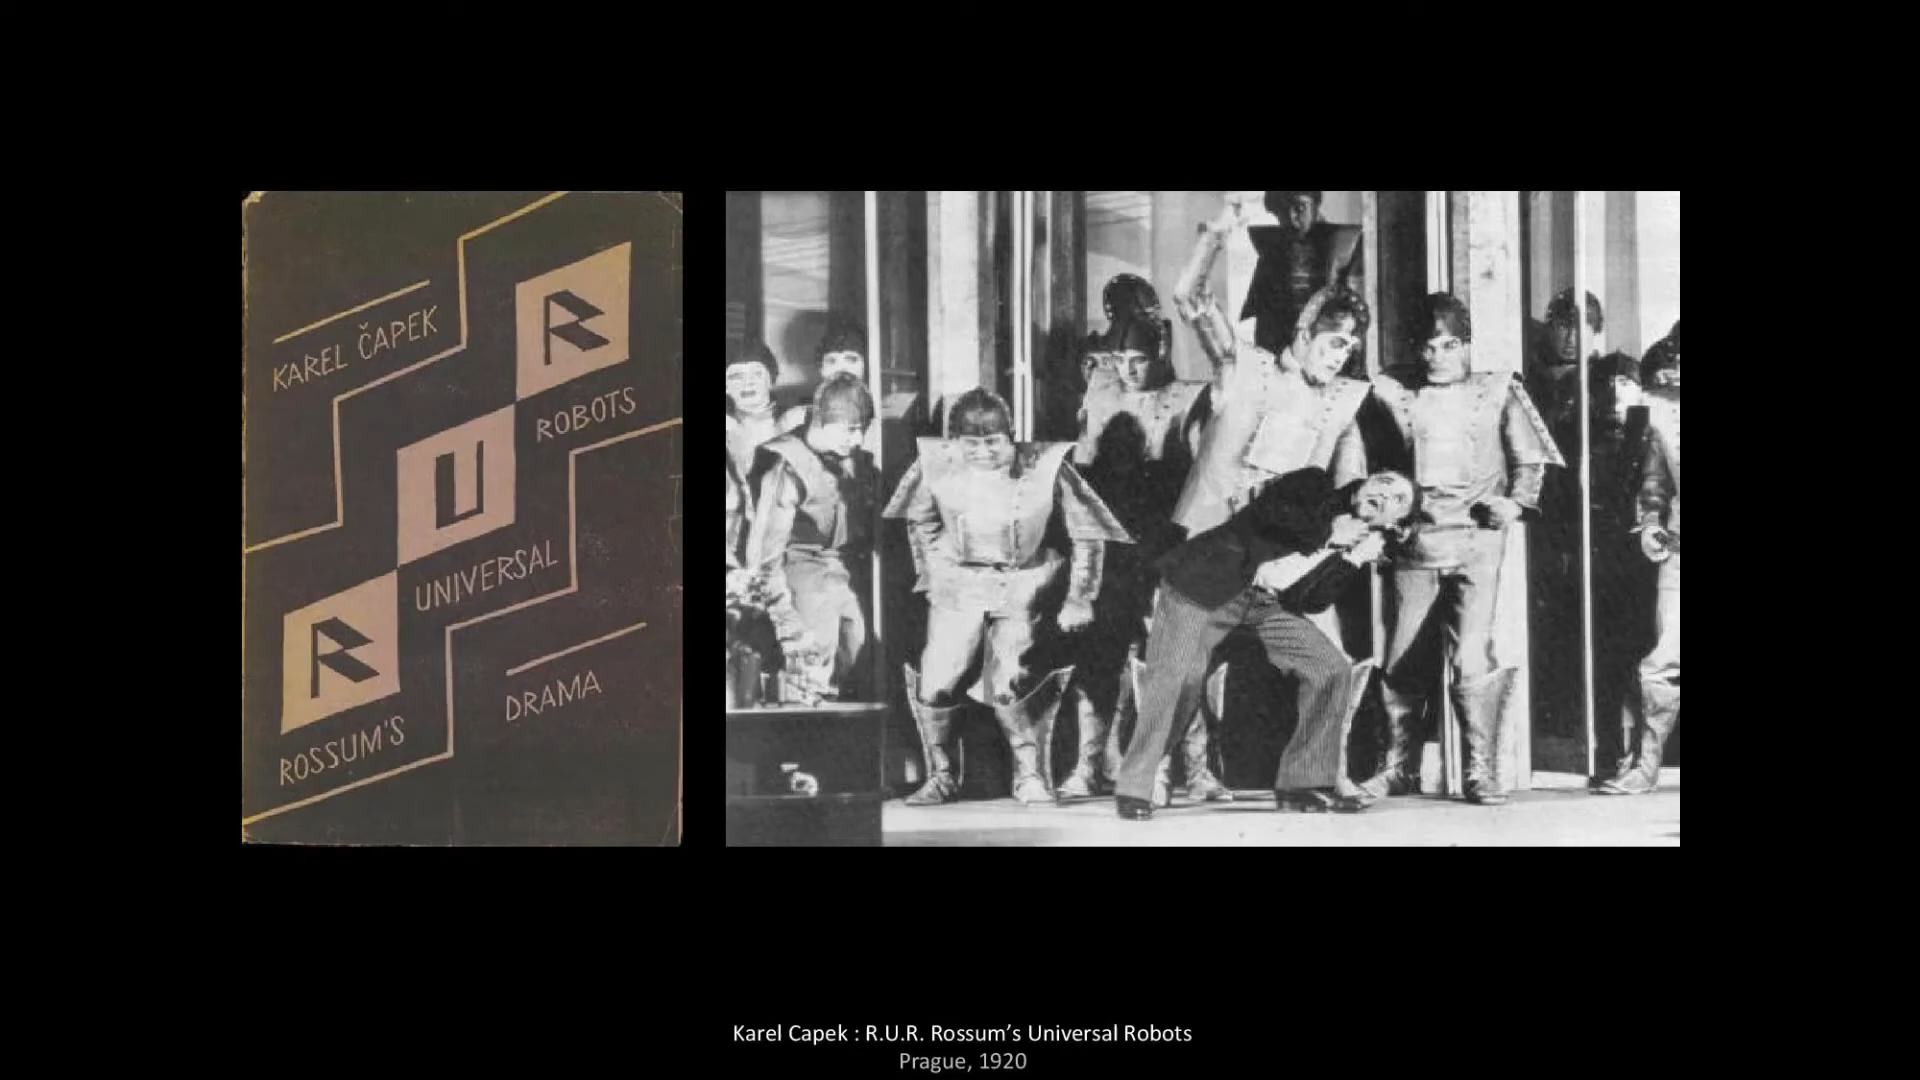 KAREL ČAPEK
R
ROBOTS
U
UNIVERSAL
R
ROSSUM'S
DRAMA
Karel Capek : R.U.R. Rossum’s Universal Robots
Prague, 1920